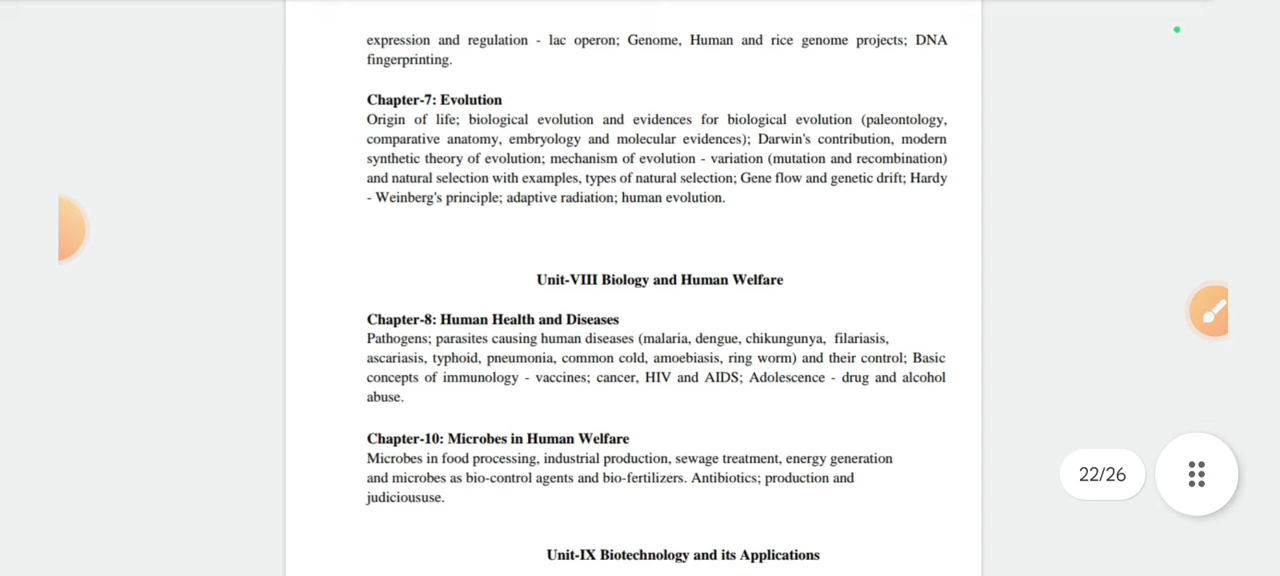 expression and regulation - lac operon; Genome, Human and rice genome projects; DNA
fingerprinting.
Chapter-7: Evolution
Origin of life; biological evolution and evidences for biological evolution (paleontology,
comparative anatomy, embryology and molecular evidences); Darwin's contribution, modern
synthetic theory of evolution; mechanism of evolution - variation (mutation and recombination)
and natural selection with examples, types of natural selection; Gene flow and genetic drift; Hardy
- Weinberg's principle; adaptive radiation; human evolution.
Unit-VIII Biology and Human Welfare
Chapter-8: Human Health and Diseases
Pathogens; parasites causing human diseases (malaria, dengue, chikungunya, filariasis,
ascariasis, typhoid, pneumonia, common cold, amoebiasis, ring worm) and their control; Basic
concepts of immunology - vaccines; cancer, HIV and AIDS; Adolescence - drug and alcohol
abuse.
Chapter-10: Microbes in Human Welfare
Microbes in food processing, industrial production, sewage treatment, energy generation
and microbes as bio-control agents and bio-fertilizers. Antibiotics; production and
judicioususe.
22/26
Unit-IX Biotechnology and its Applications